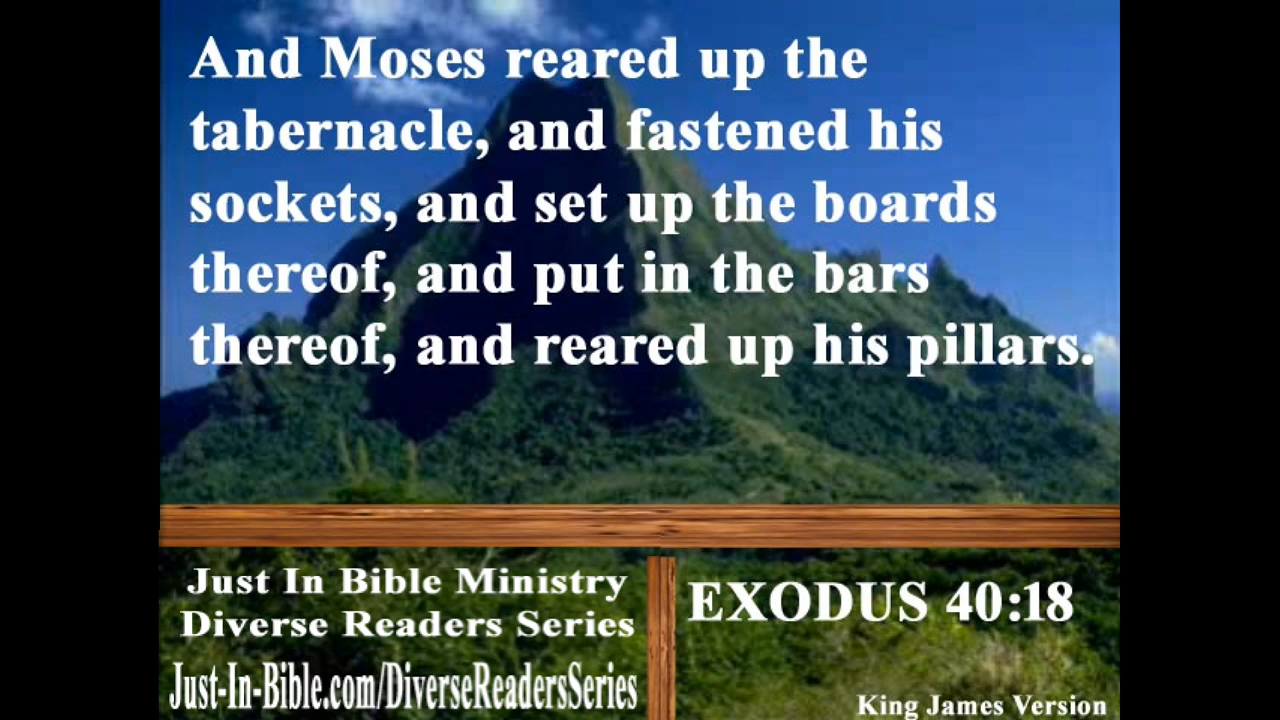 And Moses reared up the
tabernacle, and fastened his
sockets, and set up the boards
thereof, and put in the bars
thereof, and reared up his pillars.
Just In Bible Ministry
Diverse Readers Series
Just-In-Bible.com/DiverseReadersSeries
EXODUS 40:18
King James Version